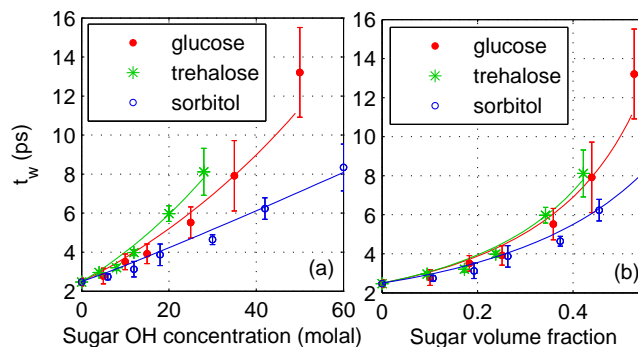 16
14
12
10
8
6
4
2
t_w (ps)
glucose
trehalose
sorbitol
(a)
0 20 40 60
Sugar OH concentration (molal)
16
14
12
10
8
6
4
2
glucose
trehalose
sorbitol
(b)
0 0.2 0.4
Sugar volume fraction